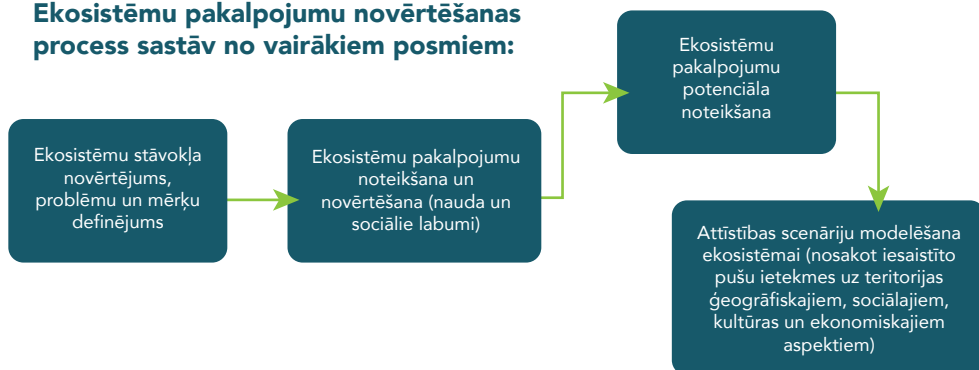 Ekosistēmu pakalpojumu novērtēšanas
process sastāv no vairākiem posmiem:
Ekosistēmu stāvokļa
novērtējums,
problēmu un mērķu
definējums
Ekosistēmu pakalpojumu
noteikšana un
novērtēšana (nauda un
sociālie labumi)
Ekosistēmu
pakalpojumu
potenciāla
noteikšana
Attīstības scenāriju modelēšana
ekosistēmai (nosakot iesaistīto
pušu ietekmes uz teritorijas
ģeogrāfiskajiem, sociālajiem,
kultūras un ekonomiskajiem
aspektiem)